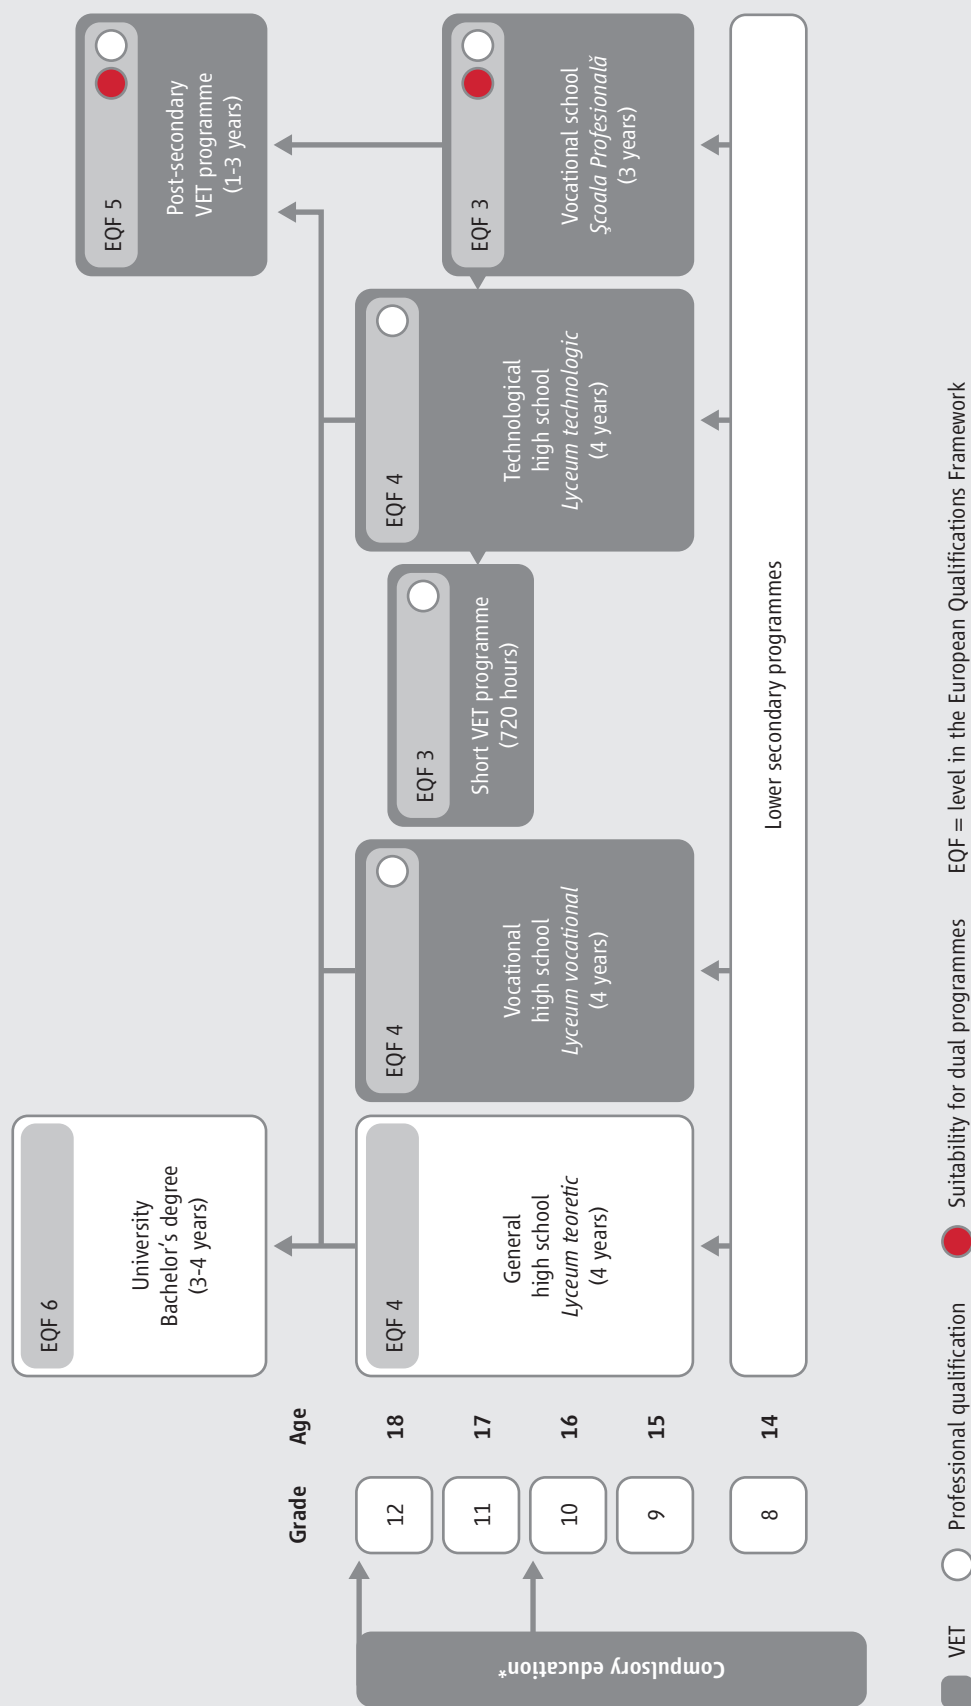 EQF 6
University
Bachelor's degree
(3-4 years)
EQF 5
Post-secondary
VET programme
(1-3 years)
Grade
Age
12
18
11
17
10
16
9
15
8
14
Compulsory education*
EQF 4
General
high school
Lyceum teoretic
(4 years)
EQF 4
Vocational
high school
Lyceum vocational
(4 years)
EQF 3
Short VET programme
(720 hours)
EQF 4
Technological
high school
Lyceum technologic
(4 years)
EQF 3
Vocational school
Şcoala Profesională
(3 years)
Lower secondary programmes
VET
Professional qualification
Suitability for dual programmes
EQF = level in the European Qualifications Framework